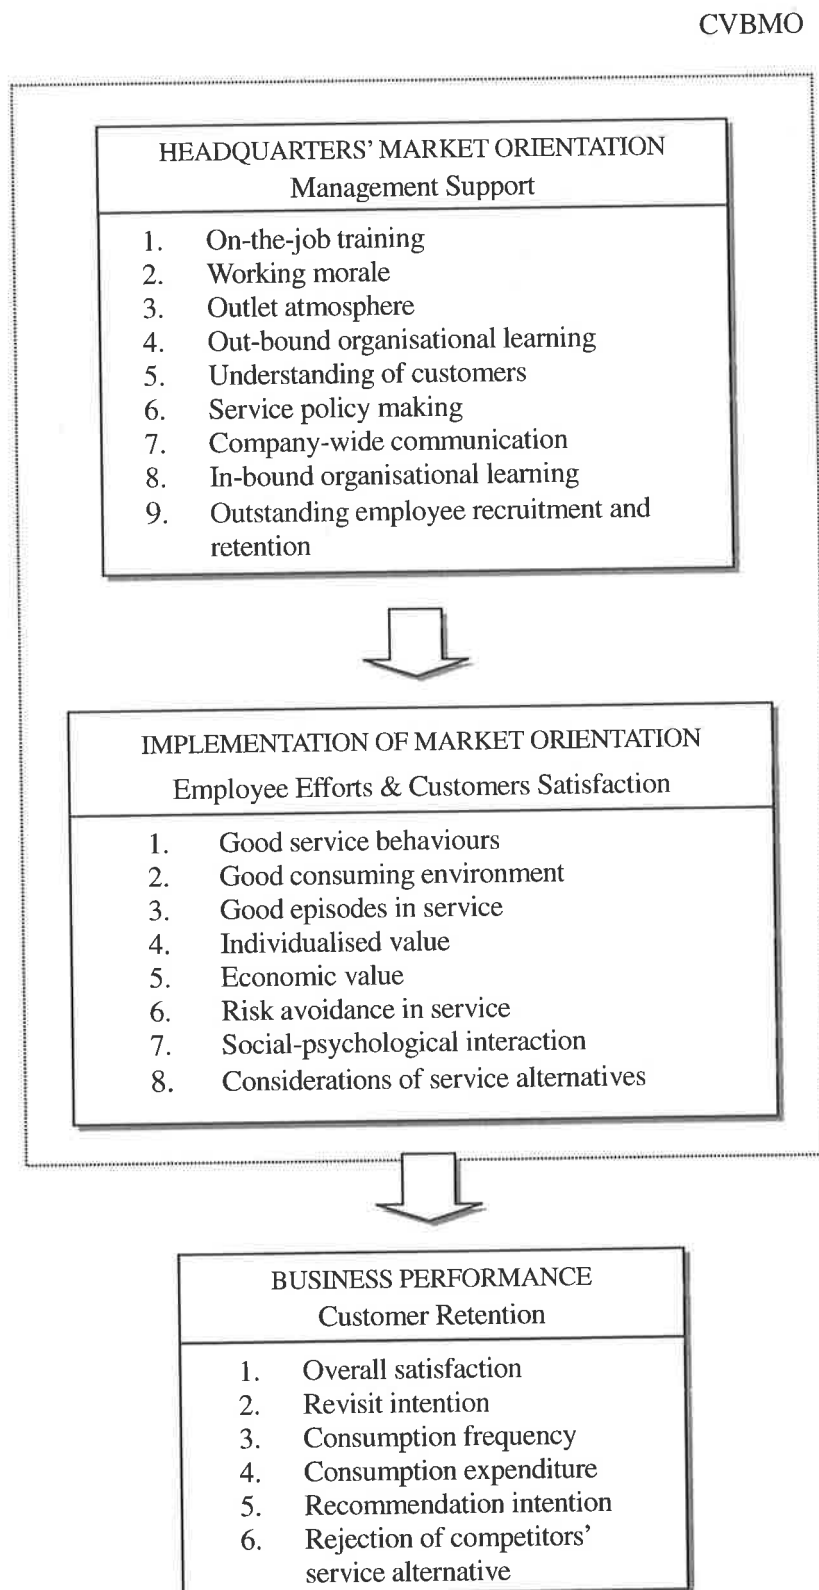 CVBMO
HEADQUARTERS' MARKET ORIENTATION
Management Support
1. On-the-job training
2. Working morale
3. Outlet atmosphere
4. Out-bound organisational learning
5. Understanding of customers
6. Service policy making
7. Company-wide communication
8. In-bound organisational learning
9. Outstanding employee recruitment and
retention
IMPLEMENTATION OF MARKET ORIENTATION
Employee Efforts & Customers Satisfaction
1. Good service behaviours
2. Good consuming environment
3. Good episodes in service
4. Individualised value
5. Economic value
6. Risk avoidance in service
7. Social-psychological interaction
8. Considerations of service alternatives
BUSINESS PERFORMANCE
Customer Retention
1. Overall satisfaction
2. Revisit intention
3. Consumption frequency
4. Consumption expenditure
5. Recommendation intention
6. Rejection of competitors'
service alternative